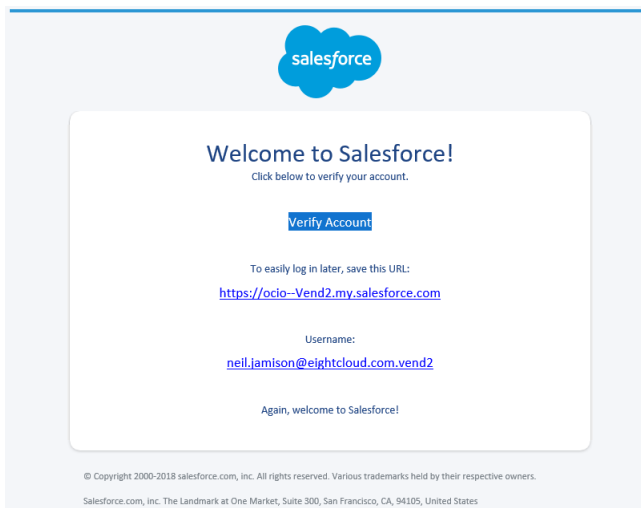 salesforce
Welcome to Salesforce!
Click below to verify your account.
Verify Account
To easily log in later, save this URL:
https://ocio--Vend2.my.salesforce.com
Username:
neil.jamison@eightcloud.com.vend2
Again, welcome to Salesforce!
© Copyright 2000-2018 salesforce.com, inc. All rights reserved. Various trademarks held by their respective owners.
Salesforce.com, inc. The Landmark at One Market, Suite 300, San Francisco, CA, 94105, United States